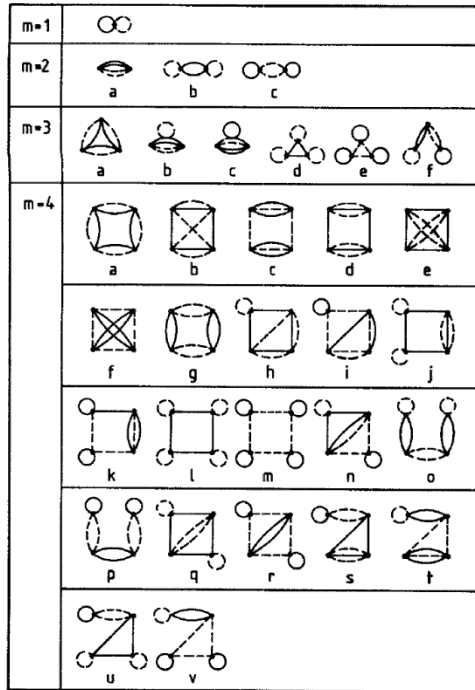 m=1
m=2
a b c
m=3
a b c d e f
m=4
a b c d e
f g h i j
k l m n o
p q r s t
u v